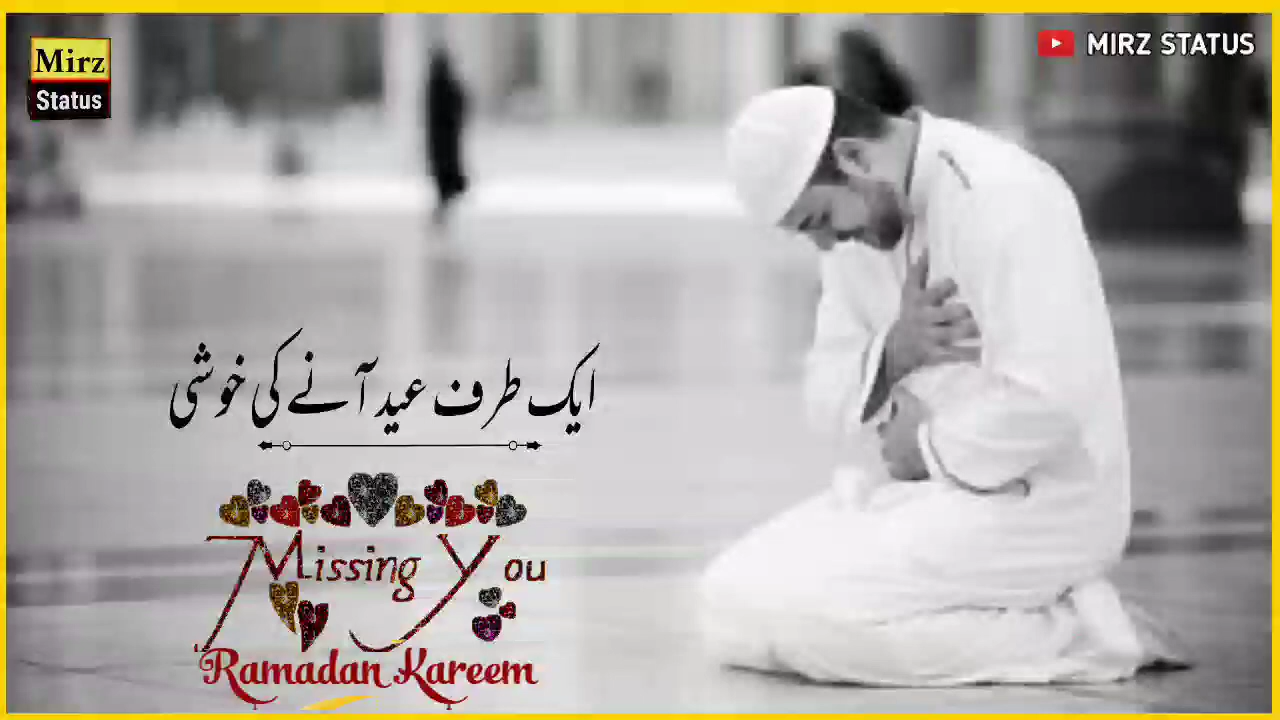 Mirz
Status
MIRZ STATUS
ایک طرف عید آنے کی خوشی
Missing You
Ramadan Kareem